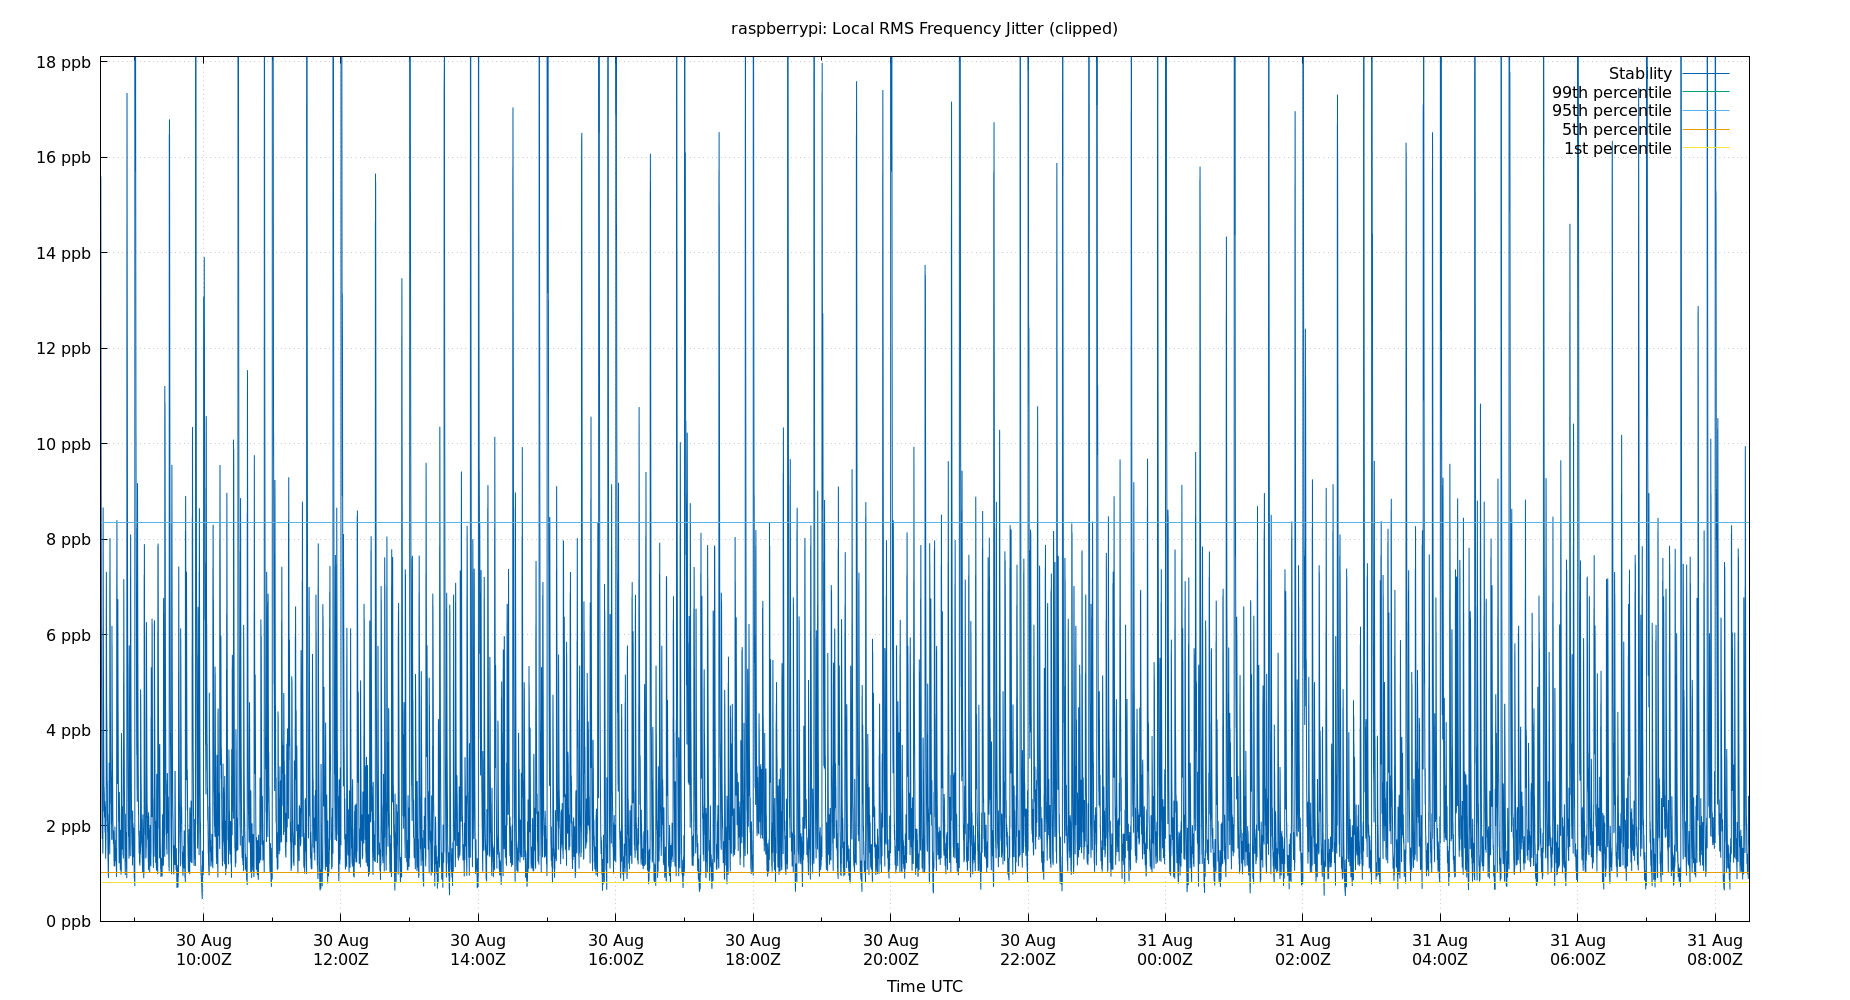 raspberrypi: Local RMS Frequency Jitter (clipped)
18 ppb
16 ppb
14 ppb
12 ppb
10 ppb
8 ppb
6 ppb
4 ppb
2 ppb
0 ppb
Stability
99th percentile
95th percentile
5th percentile
1st percentile
30 Aug 30 Aug 30 Aug 30 Aug 30 Aug 30 Aug 30 Aug 31 Aug 31 Aug 31 Aug 31 Aug 31 Aug
10:00Z 12:00Z 14:00Z 16:00Z 18:00Z 20:00Z 22:00Z 00:00Z 02:00Z 04:00Z 06:00Z 08:00Z
Time UTC